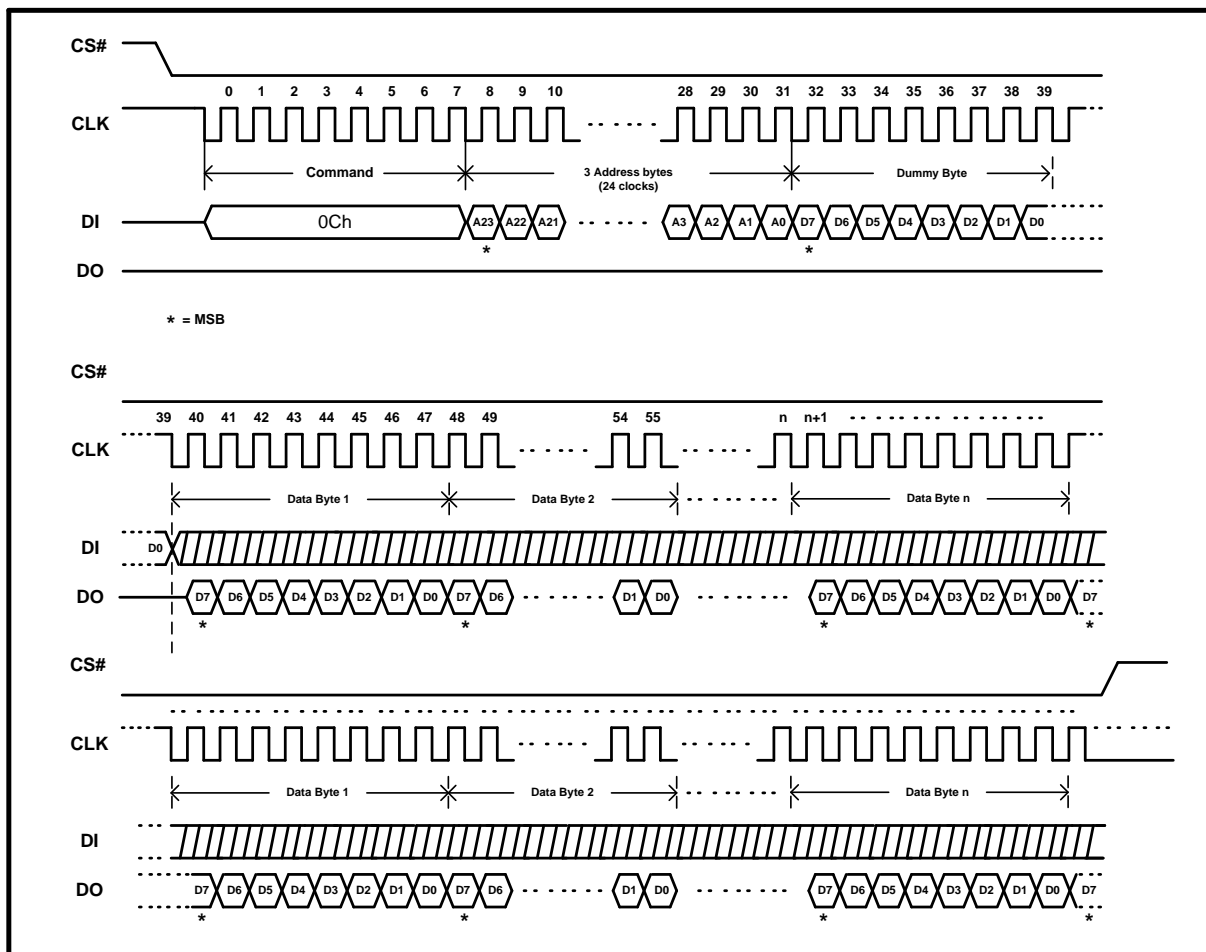 CS#
0 1 2 3 4 5 6 7 8 9 10 28 29 30 31 32 33 34 35 36 37 38 39
CLK
Command 3 Address bytes (24 clocks) Dummy Byte
DI 0Ch A23 A22 A21 A3 A2 A1 A0 D7 D6 D5 D4 D3 D2 D1 D0
* *
DO
* = MSB
CS#
39 40 41 42 43 44 45 46 47 48 49 54 55 n n+1
CLK
Data Byte 1 Data Byte 2 Data Byte n
DI D0
DO D7 D6 D5 D4 D3 D2 D1 D0 D7 D6 D1 D0 D7 D6 D5 D4 D3 D2 D1 D0 D7
* * * *
CS#
CLK
Data Byte 1 Data Byte 2 Data Byte n
DI
DO D7 D6 D5 D4 D3 D2 D1 D0 D7 D6 D1 D0 D7 D6 D5 D4 D3 D2 D1 D0 D7
* * * *